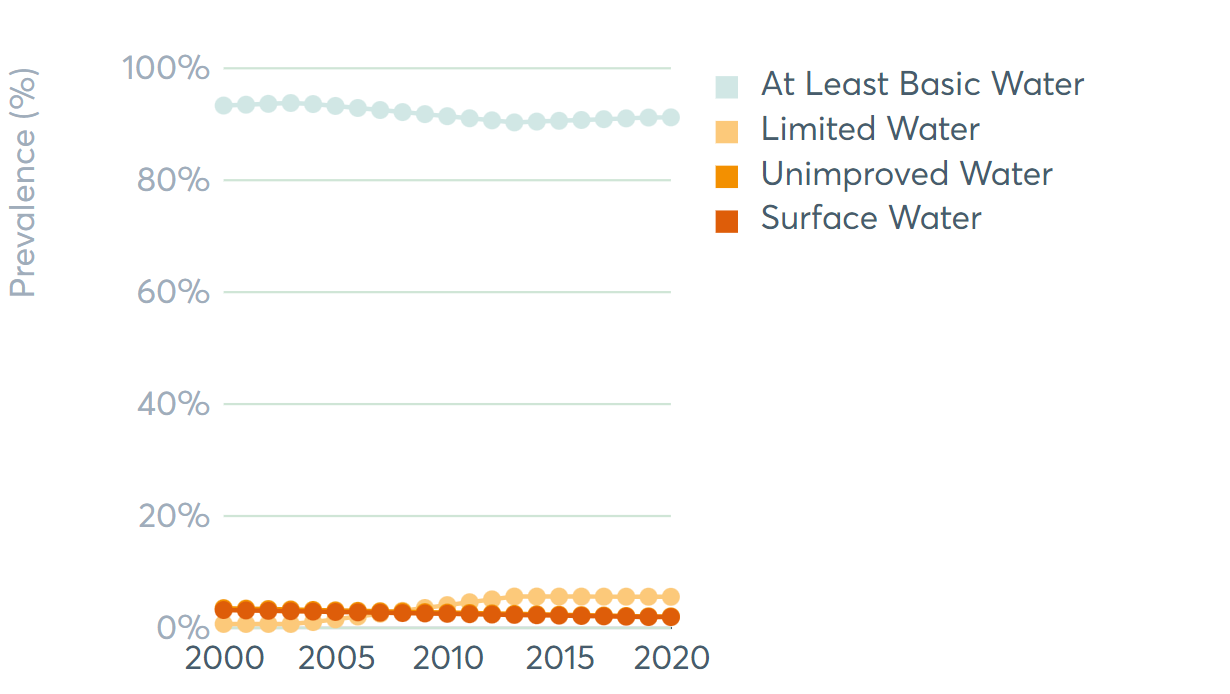 Prevalence (%)
100%
80%
60%
40%
20%
0%
2000 2005 2010 2015 2020
At Least Basic Water
Limited Water
Unimproved Water
Surface Water